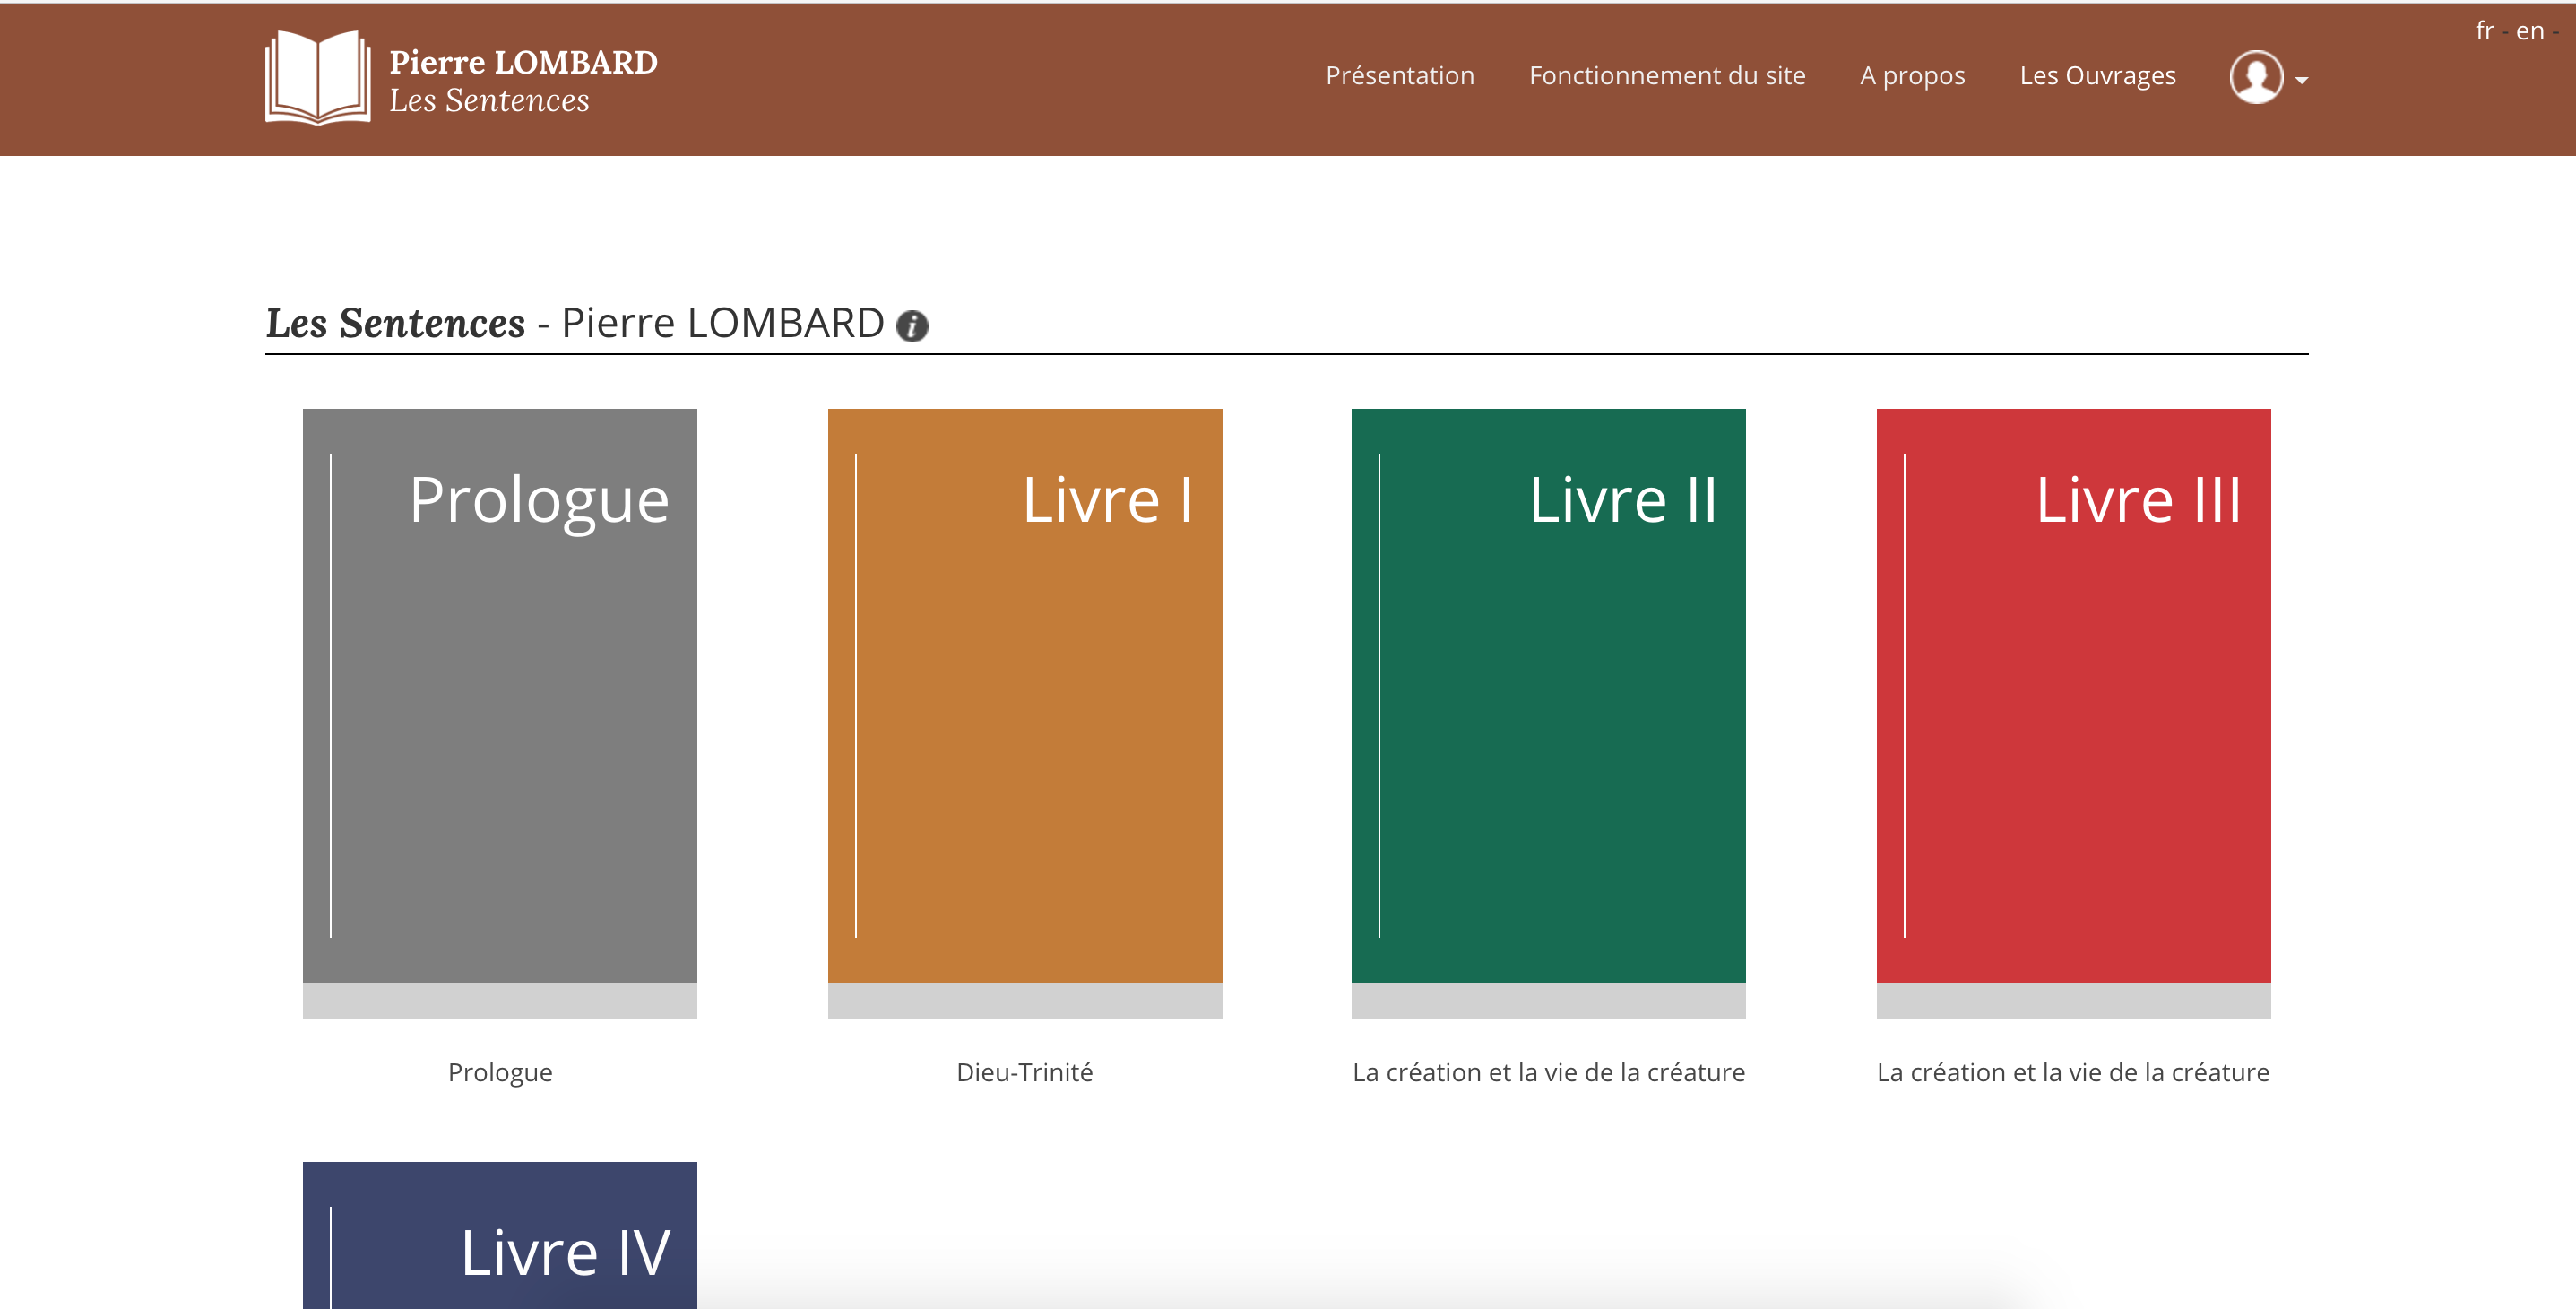 fr - en -
Pierre LOMBARD
Les Sentences
Présentation Fonctionnement du site A propos Les Ouvrages
Les Sentences - Pierre LOMBARD i
Prologue
Livre I
Livre II
Livre III
Prologue
Dieu-Trinité
La création et la vie de la créature
La création et la vie de la créature
Livre IV